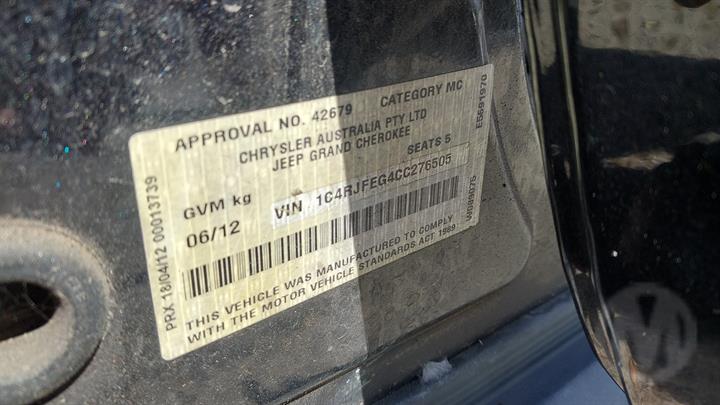 APPROVAL NO. 42679 CATEGORY MC
CHRYSLER AUSTRALIA PTY LTD
JEEP GRAND CHEROKEE
GVM kg SEATS 5
06/12 VIN 1C4RJFEG4CC276505
THIS VEHICLE WAS MANUFACTURED TO COMPLY
WITH THE MOTOR VEHICLE STANDARDS ACT 1989
PRX 18/04/12 00013739
E5691970